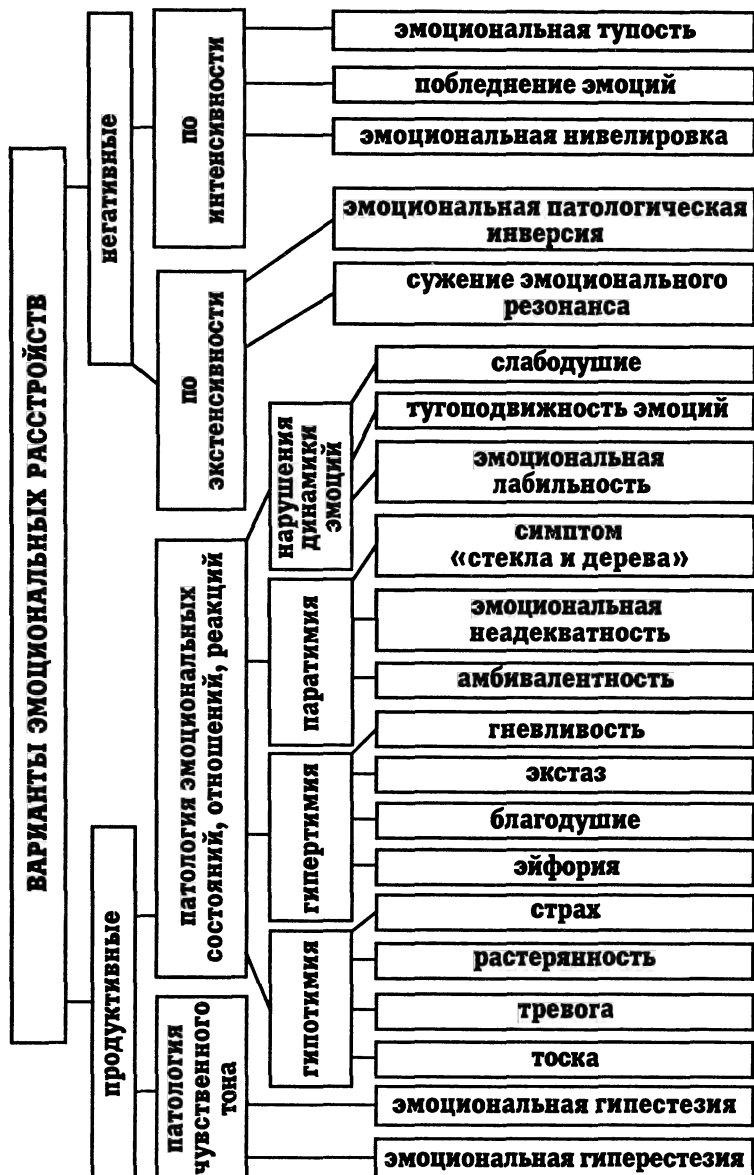 ВАРИАНТЫ ЭМОЦИОНАЛЬНЫХ РАССТРОЙСТВ
негативные
по
интенсивности
эмоциональная тупость
побледнение эмоций
эмоциональная нивелировка
по
экстенсивности
эмоциональная патологическая
инверсия
сужение эмоционального
резонанса
продуктивные
патология эмоциональных
состояний, отношений, реакций
нарушения
динамики
эмоций
слабодушие
тугоподвижность эмоций
эмоциональная
лабильность
паратимия
симптом
«стекла и дерева»
эмоциональная
неадекватность
амбивалентность
гипертимия
гневливость
экстаз
благодушие
эйфория
гипотимия
страх
растерянность
тревога
тоска
патология
чувственного
тона
эмоциональная гипестезия
эмоциональная гиперестезия